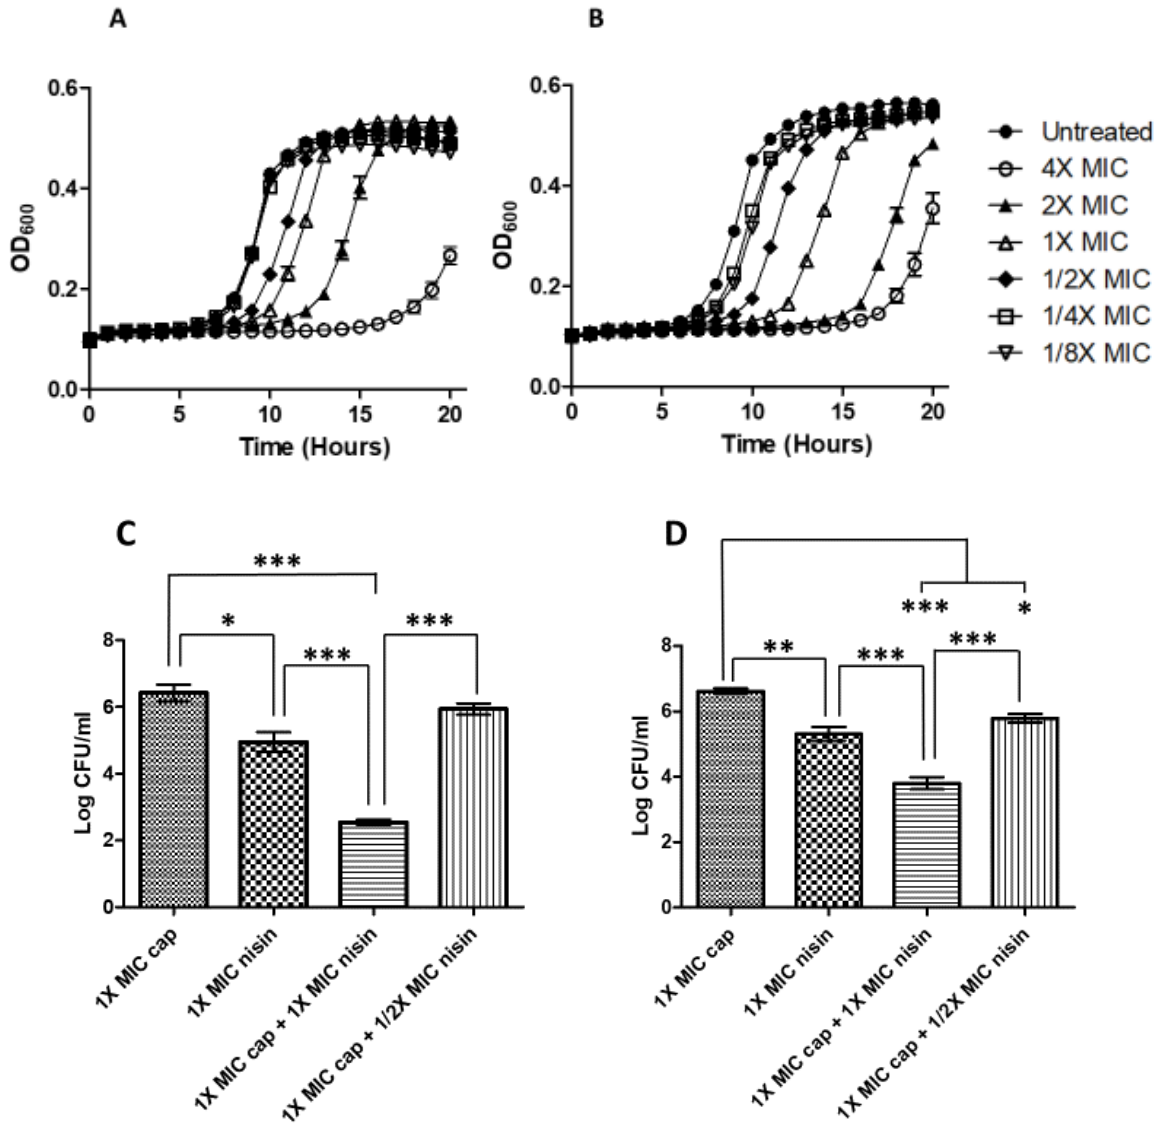 A
B
0.6
0.4
0.2
0.0
OD600
0
5
10
15
20
Time (Hours)
0.6
0.4
0.2
0.0
OD600
0
5
10
15
20
Time (Hours)
Untreated
4X MIC
2X MIC
1X MIC
1/2X MIC
1/4X MIC
1/8X MIC
C
***
*
***
***
8
6
4
2
0
Log CFU/ml
1X MIC cap
1X MIC nisin
1X MIC cap + 1X MIC nisin
1X MIC cap + 1/2X MIC nisin
D
***
*
**
***
***
8
6
4
2
0
Log CFU/ml
1X MIC cap
1X MIC nisin
1X MIC cap + 1X MIC nisin
1X MIC cap + 1/2X MIC nisin